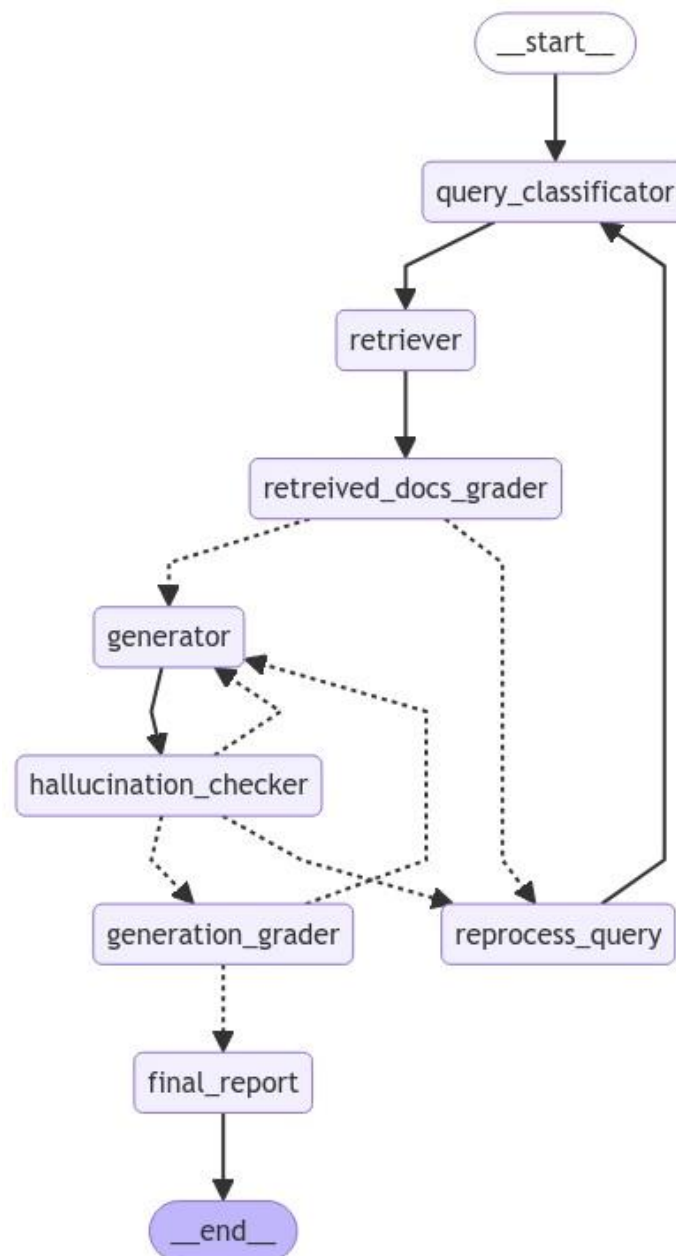 __start__
query_classificator
retriever
retreived_docs_grader
generator
hallucination_checker
generation_grader
reprocess_query
final_report
__end__